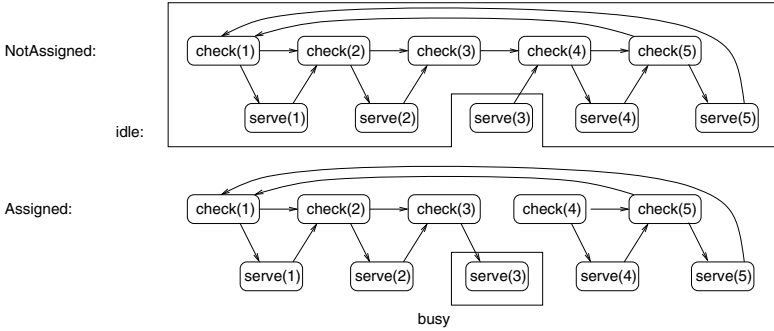 NotAssigned:
check(1) check(2) check(3) check(4) check(5)
serve(1) serve(2) serve(3) serve(4) serve(5)
idle:
Assigned:
check(1) check(2) check(3) check(4) check(5)
serve(1) serve(2) serve(3) serve(4) serve(5)
busy